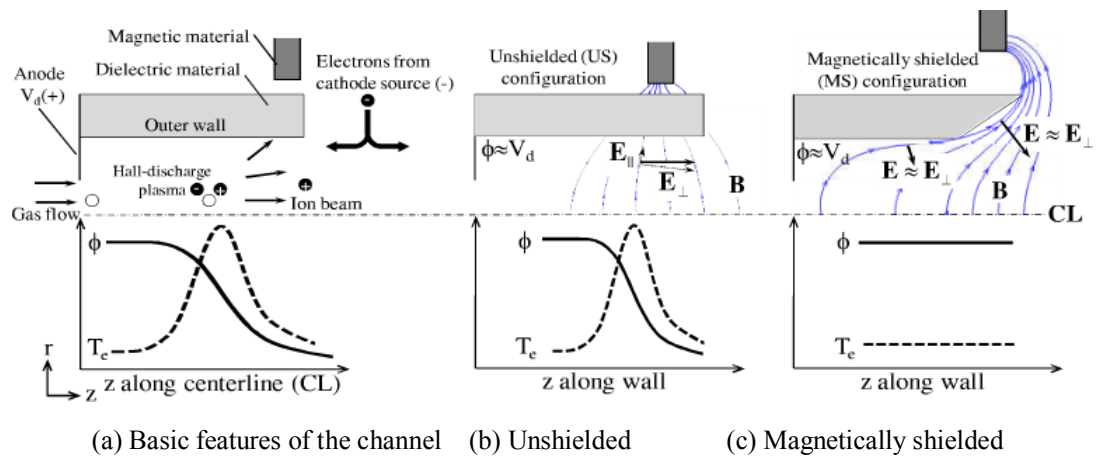 Magnetic material
Dielectric material
Anode
V_d(+)
Electrons from
cathode source (-)
Outer wall
Hall-discharge
plasma
Gas flow
Ion beam
ϕ
T_e
r
z
z along centerline (CL)
(a) Basic features of the channel
Unshielded (US)
configuration
ϕ≈V_d
E_||
E_⊥
B
ϕ
T_e
z along wall
(b) Unshielded
Magnetically shielded
(MS) configuration
ϕ≈V_d
E ≈ E_⊥
E ≈ E_⊥
B
CL
ϕ
T_e
z along wall
(c) Magnetically shielded